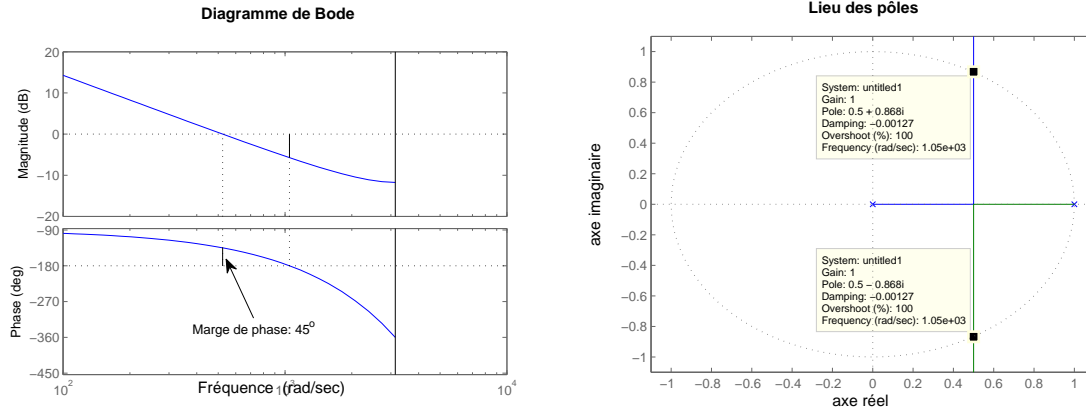 Diagramme de Bode
20
10
0
−10
−20
Magnitude (dB)
−90
−180
−270
−360
−450
Phase (deg)
Marge de phase: 45°
10²
10³
10⁴
Fréquence (rad/sec)
Lieu des pôles
1
0.8
0.6
0.4
0.2
0
−0.2
−0.4
−0.6
−0.8
−1
axe imaginaire
System: untitled1
Gain: 1
Pole: 0.5 + 0.868i
Damping: −0.00127
Overshoot (%): 100
Frequency (rad/sec): 1.05e+03
System: untitled1
Gain: 1
Pole: 0.5 − 0.868i
Damping: −0.00127
Overshoot (%): 100
Frequency (rad/sec): 1.05e+03
−1
−0.8
−0.6
−0.4
−0.2
0
0.2
0.4
0.6
0.8
1
axe réel